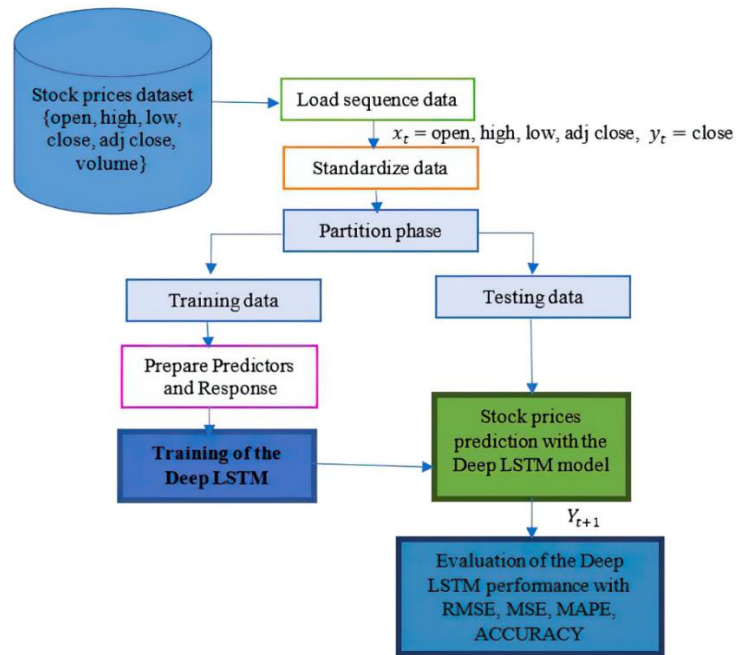 Stock prices dataset
{open, high, low,
close, adj close,
volume}
Load sequence data
x_t = open, high, low, adj close, y_t = close
Standardize data
Partition phase
Training data
Testing data
Prepare Predictors
and Response
Training of the
Deep LSTM
Stock prices
prediction with the
Deep LSTM model
Y_{t+1}
Evaluation of the Deep
LSTM performance with
RMSE, MSE, MAPE,
ACCURACY